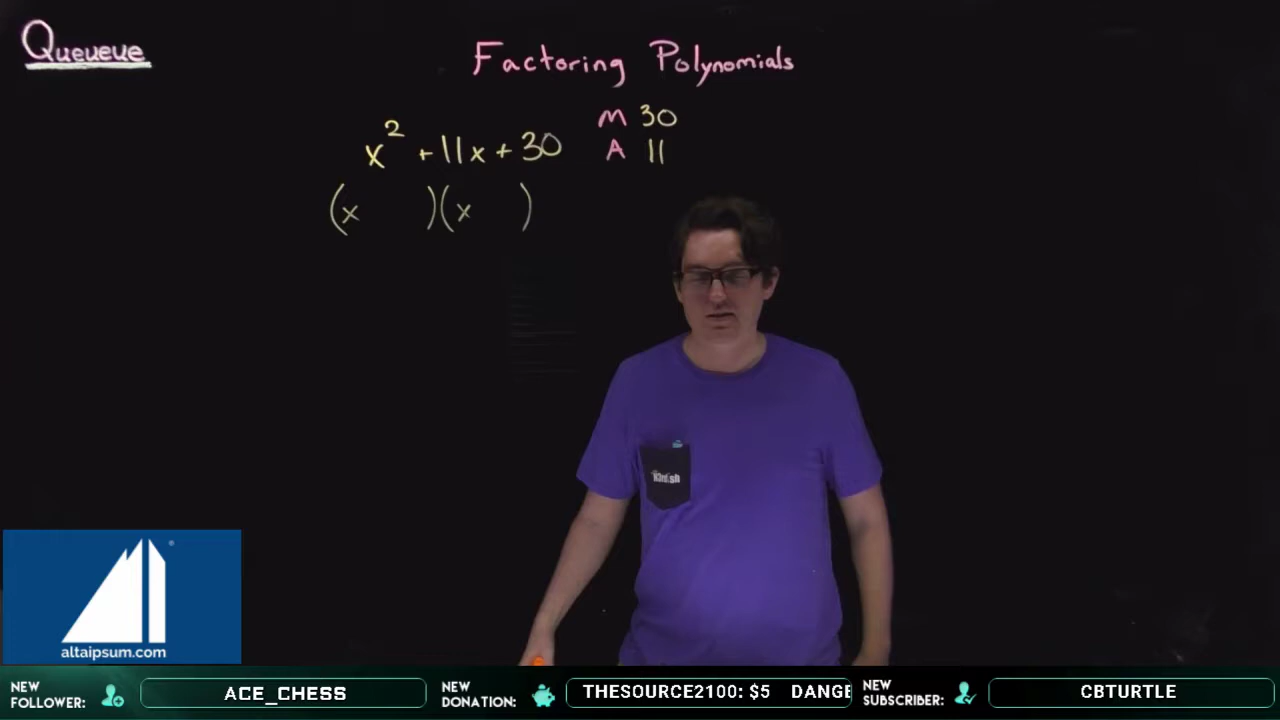 Queueue
Factoring Polynomials
x² + 11x + 30
M 30
A 11
(x )(x )
altaipsum.com
NEW FOLLOWER:
ACE_CHESS
NEW DONATION:
THESOURCE2100: $5 DANGE
NEW SUBSCRIBER:
CBTURTLE